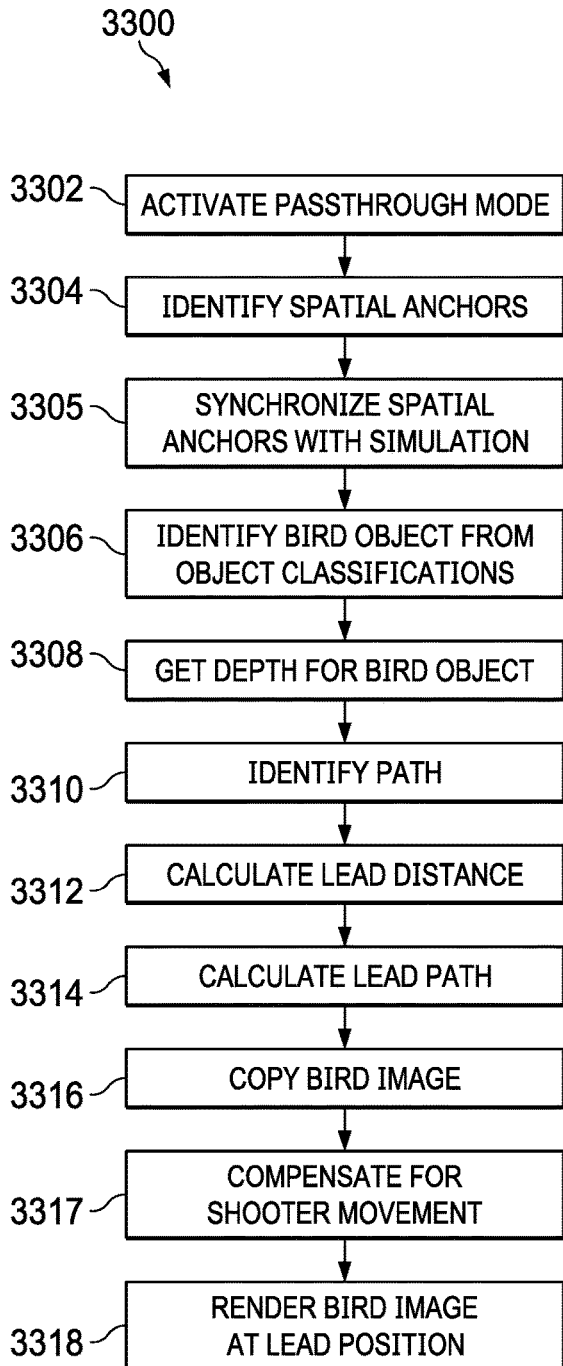 3300
3302 ACTIVATE PASSTHROUGH MODE
3304 IDENTIFY SPATIAL ANCHORS
3305 SYNCHRONIZE SPATIAL
ANCHORS WITH SIMULATION
3306 IDENTIFY BIRD OBJECT FROM
OBJECT CLASSIFICATIONS
3308 GET DEPTH FOR BIRD OBJECT
3310 IDENTIFY PATH
3312 CALCULATE LEAD DISTANCE
3314 CALCULATE LEAD PATH
3316 COPY BIRD IMAGE
3317 COMPENSATE FOR
SHOOTER MOVEMENT
3318 RENDER BIRD IMAGE
AT LEAD POSITION